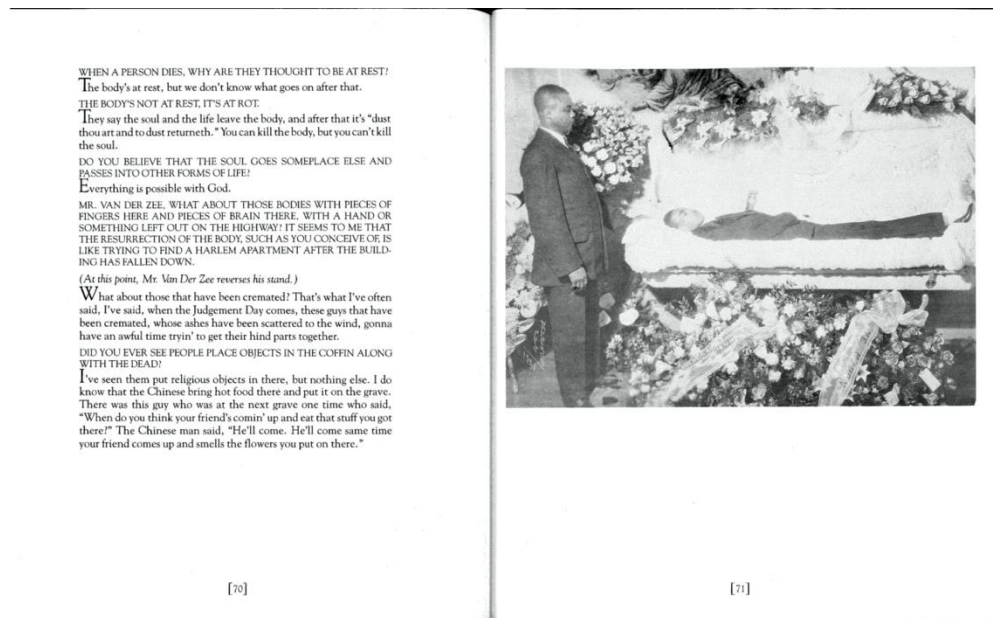 WHEN A PERSON DIES, WHY ARE THEY THOUGHT TO BE AT REST?
The body's at rest, but we don't know what goes on after that.
THE BODY'S NOT AT REST, IT'S AT ROT.
They say the soul and the life leave the body, and after that it's "dust
thou art and to dust returneth." You can kill the body, but you can't kill
the soul.
DO YOU BELIEVE THAT THE SOUL GOES SOMEPLACE ELSE AND
PASSES INTO OTHER FORMS OF LIFE?
Everything is possible with God.
MR. VAN DER ZEE, WHAT ABOUT THOSE BODIES WITH PIECES OF
FINGERS HERE AND PIECES OF BRAIN THERE, WITH A HAND OR
SOMETHING LEFT OUT ON THE HIGHWAY? IT SEEMS TO ME THAT
THE RESURRECTION OF THE BODY, SUCH AS YOU CONCEIVE OF, IS
LIKE TRYING TO FIND A HARLEM APARTMENT AFTER THE BUILD-
ING HAS FALLEN DOWN.
(At this point, Mr. Van Der Zee reverses his stand.)
What about those that have been cremated? That's what I've often
said, I've said, when the Judgement Day comes, these guys that have
been cremated, whose ashes have been scattered to the wind, gonna
have an awful time tryin' to get their hind parts together.
DID YOU EVER SEE PEOPLE PLACE OBJECTS IN THE COFFIN ALONG
WITH THE DEAD?
I've seen them put religious objects in there, but nothing else. I do
know that the Chinese bring hot food there and put it on the grave.
There was this guy who was at the next grave one time who said,
"When do you think your friend's comin' up and eat that stuff you got
there?" The Chinese man said, "He'll come. He'll come same time
your friend comes up and smells the flowers you put on there."
[70]
[71]